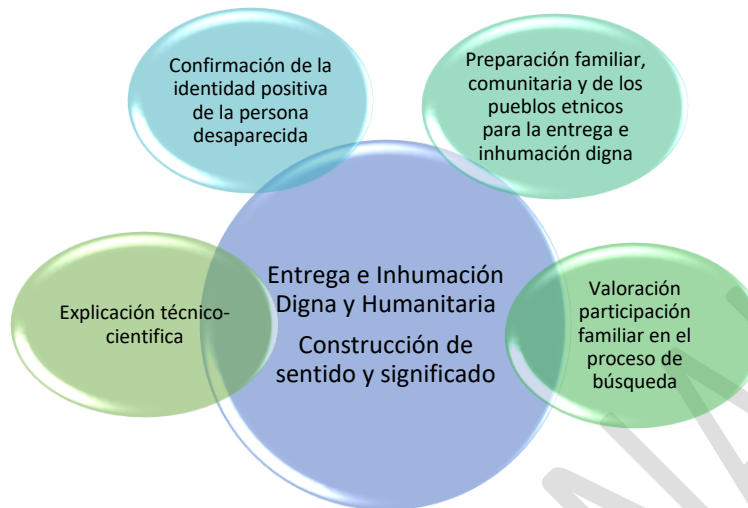 Confirmación de la
identidad positiva
de la persona
desaparecida
Preparación familiar,
comunitaria y de los
pueblos etnicos
para la entrega e
inhumación digna
Explicación técnico-
cientifica
Entrega e Inhumación
Digna y Humanitaria
Construcción de
sentido y significado
Valoración
participación
familiar en el
proceso de
búsqueda